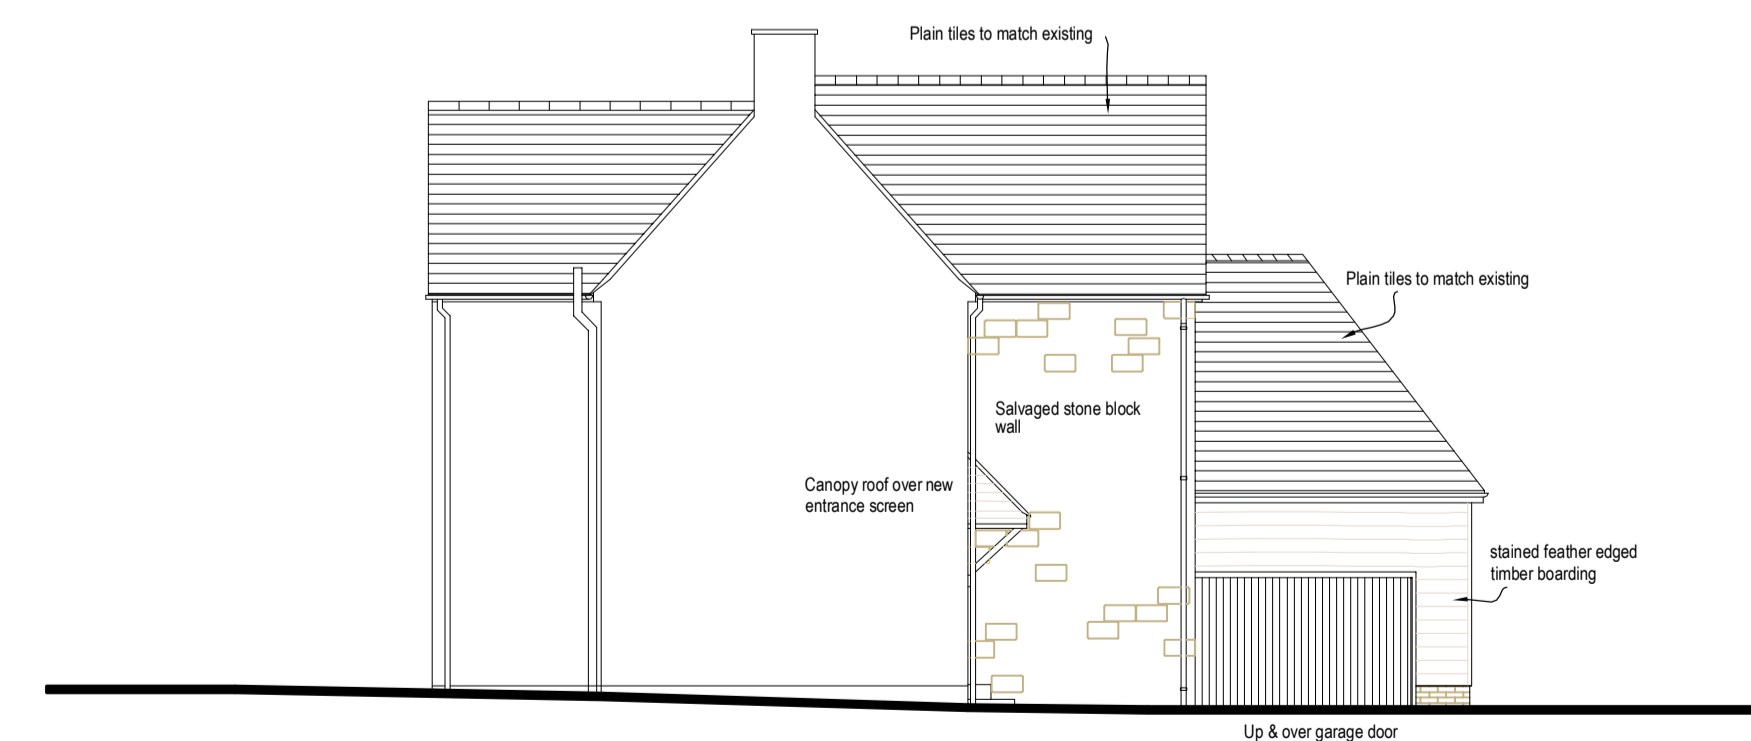 Plain tiles to match existing
Plain tiles to match existing
Salvaged stone block
wall
Canopy roof over new
entrance screen
stained feather edged
timber boarding
Up & over garage door